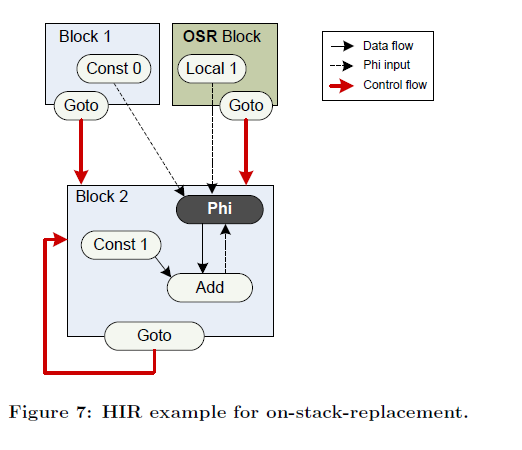 Block 1
OSR Block
Const 0
Local 1
Goto
Goto
Data flow
Phi input
Control flow
Block 2
Phi
Const 1
Add
Goto
Figure 7: HIR example for on-stack-replacement.